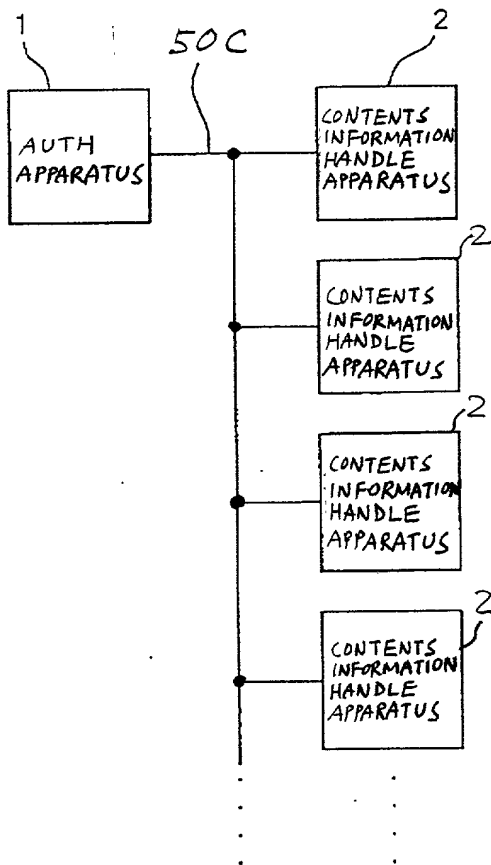 1
50C
2
AUTH
APPARATUS
CONTENTS
INFORMATION
HANDLE
APPARATUS
2
CONTENTS
INFORMATION
HANDLE
APPARATUS
2
CONTENTS
INFORMATION
HANDLE
APPARATUS
2
CONTENTS
INFORMATION
HANDLE
APPARATUS